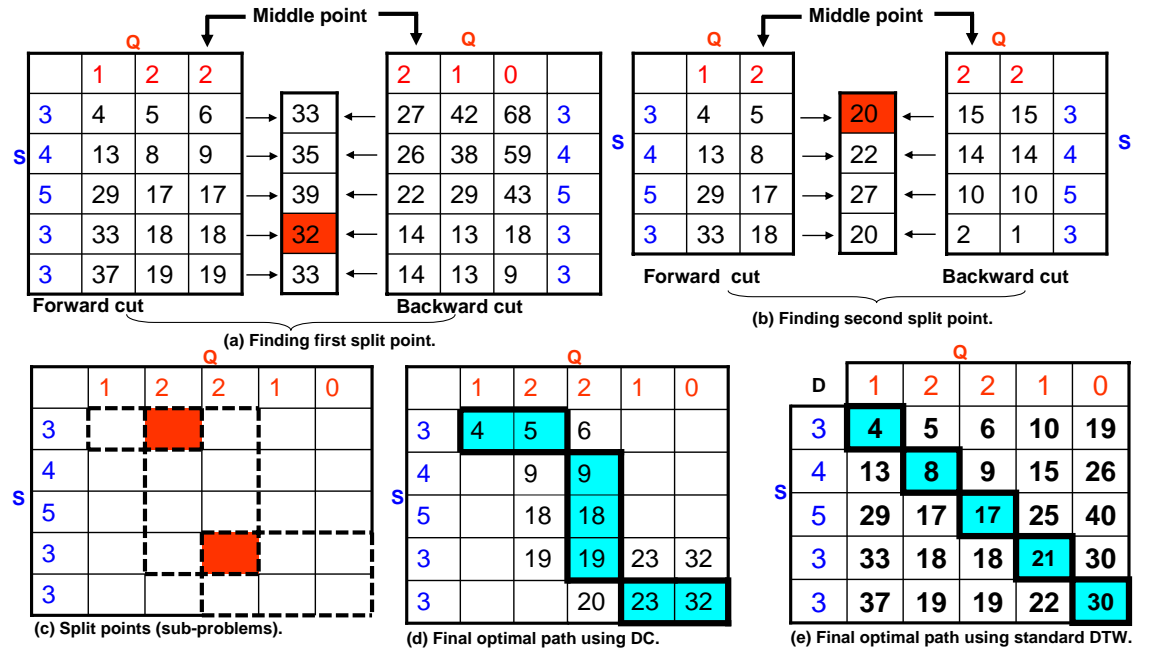 Middle point
Q
Q
1 2 2
2 1 0
3 4 5 6 33 27 42 68 3
S 4 13 8 9 35 26 38 59 4
5 29 17 17 39 22 29 43 5
3 33 18 18 32 14 13 18 3
3 37 19 19 33 14 13 9 3
Forward cut
Backward cut
(a) Finding first split point.
Middle point
Q
Q
1 2
2 2
3 4 5 20 15 15 3
S 4 13 8 22 14 14 4 S
5 29 17 27 10 10 5
3 33 18 20 2 1 3
Forward cut
Backward cut
(b) Finding second split point.
Q
1 2 2 1 0
3
4
S 5
3
3
(c) Split points (sub-problems).
Q
1 2 2 1 0
3 4 5 6
4 9 9
S 5 18 18
3 19 19 23 32
3 20 23 32
(d) Final optimal path using DC.
Q
D 1 2 2 1 0
3 4 5 6 10 19
4 13 8 9 15 26
S 5 29 17 17 25 40
3 33 18 18 21 30
3 37 19 19 22 30
(e) Final optimal path using standard DTW.